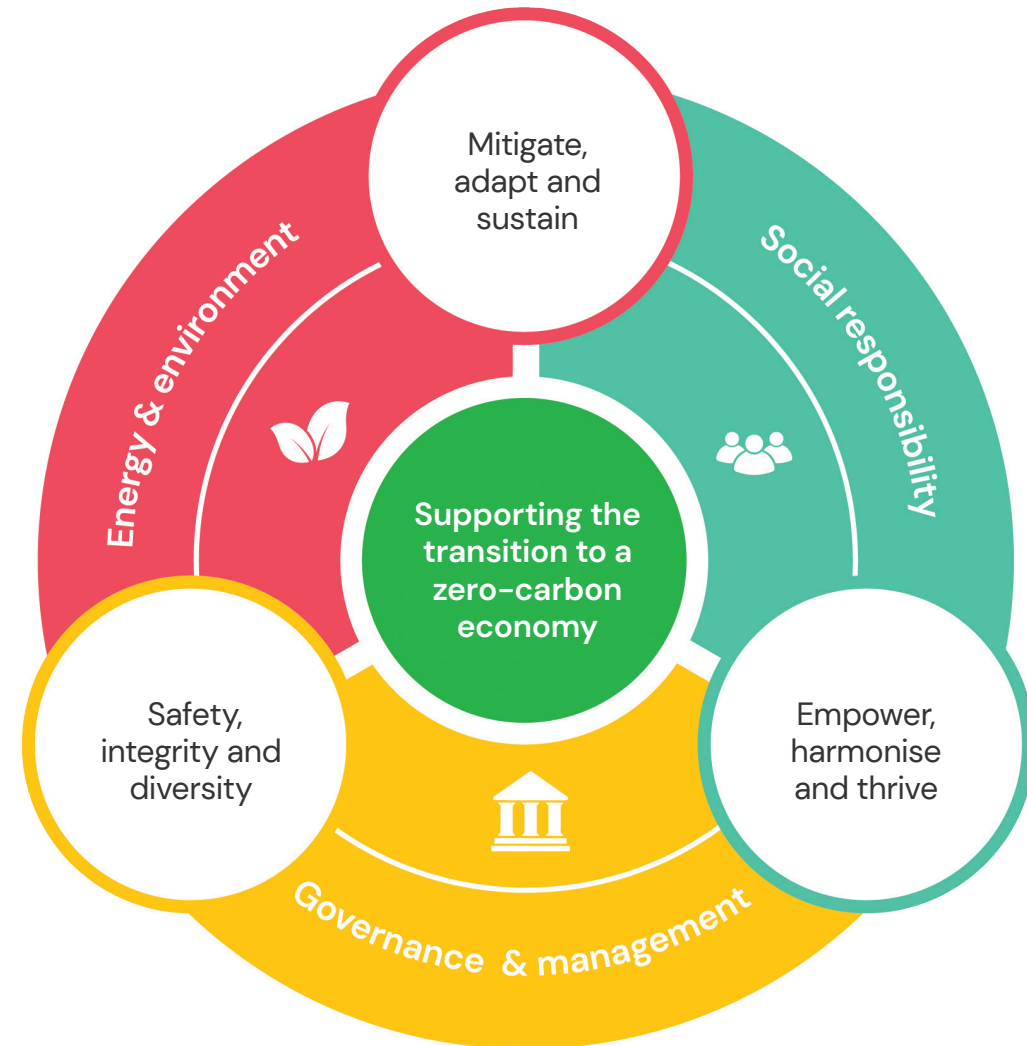 Mitigate,
adapt and
sustain
Energy & environment
Social responsibility
Supporting the
transition to a
zero-carbon
economy
Safety,
integrity and
diversity
Empower,
harmonise
and thrive
Governance & management